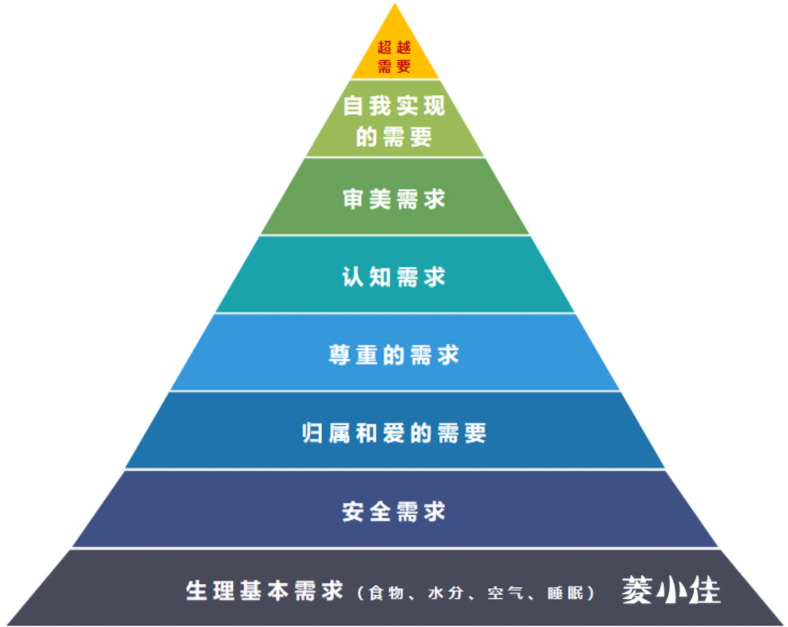 超越
需要
自我实现
的需要
审美需求
认知需求
尊重的需求
归属和爱的需要
安全需求
生理基本需求（食物、水分、空气、睡眠） 菱小佳